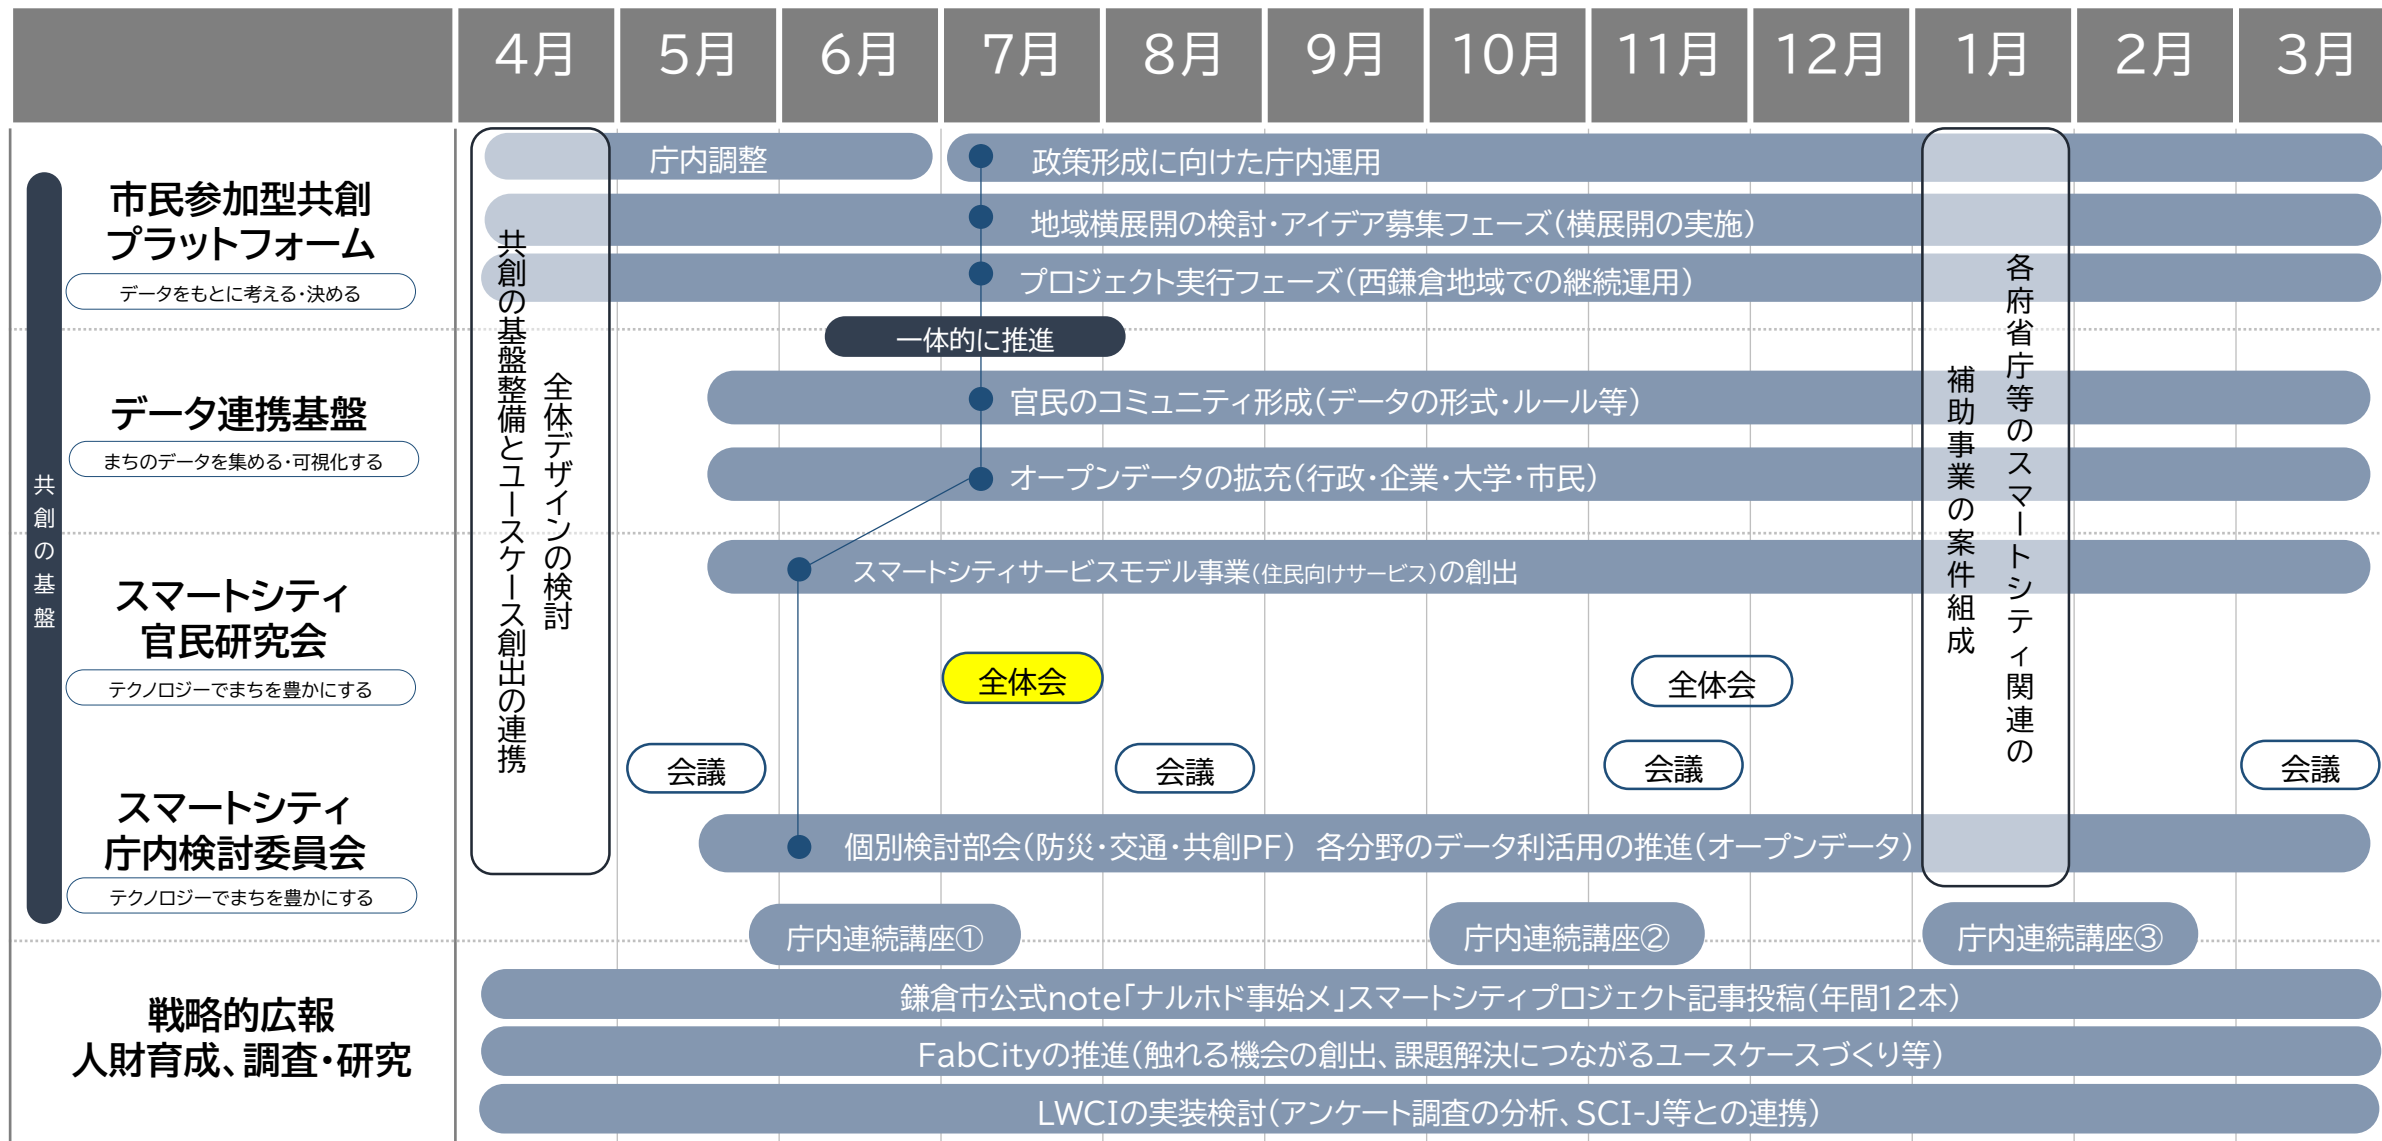 4月 5月 6月 7月 8月 9月 10月 11月 12月 1月 2月 3月
共創の基盤
市民参加型共創
プラットフォーム
データをもとに考える・決める
庁内調整
政策形成に向けた庁内運用
地域横展開の検討・アイデア募集フェーズ(横展開の実施)
プロジェクト実行フェーズ(西鎌倉地域での継続運用)
一体的に推進
全体デザインの検討
共創の基盤整備とユースケース創出の連携
各府省庁等のスマートシティ関連の
補助事業の案件組成
データ連携基盤
まちのデータを集める・可視化する
官民のコミュニティ形成(データの形式・ルール等)
オープンデータの拡充(行政・企業・大学・市民)
スマートシティ
官民研究会
テクノロジーでまちを豊かにする
スマートシティサービスモデル事業(住民向けサービス)の創出
全体会
全体会
スマートシティ
庁内検討委員会
テクノロジーでまちを豊かにする
会議
会議
会議
会議
個別検討部会(防災・交通・共創PF) 各分野のデータ利活用の推進(オープンデータ)
庁内連続講座①
庁内連続講座②
庁内連続講座③
戦略的広報
人財育成、調査・研究
鎌倉市公式note「ナルホド事始メ」スマートシティプロジェクト記事投稿(年間12本)
FabCityの推進(触れる機会の創出、課題解決につながるユースケースづくり等)
LWCIの実装検討(アンケート調査の分析、SCI-J等との連携)